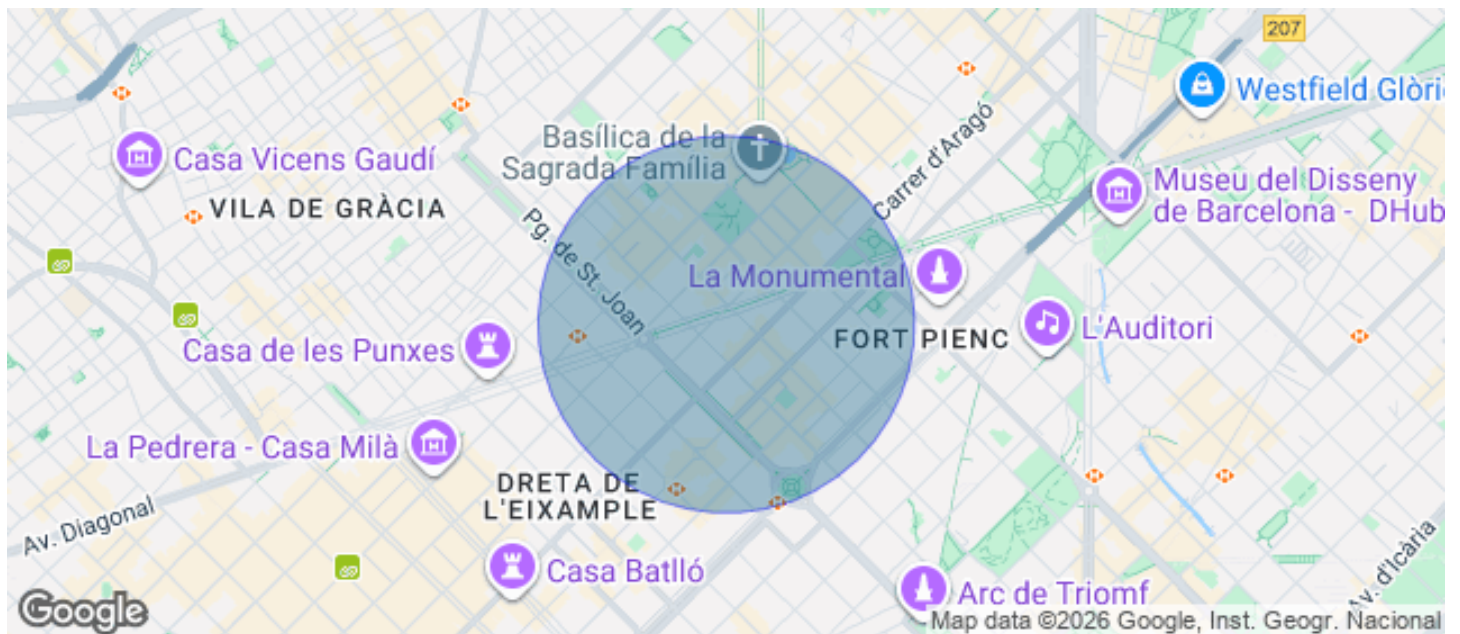 207
Westfield Glòri
Basílica de la
Sagrada Família
Carrer d'Aragó
Casa Vicens Gaudí
Museu del Disseny
de Barcelona - DHub
VILA DE GRÀCIA
Pg. de St. Joan
La Monumental
FORT PIENC
L'Auditori
Casa de les Punxes
La Pedrera - Casa Milà
DRETA DE
L'EIXAMPLE
Av. Diagonal
Casa Batlló
Arc de Triomf
Av. d'Icària
Google
Map data ©2026 Google, Inst. Geogr. Nacional